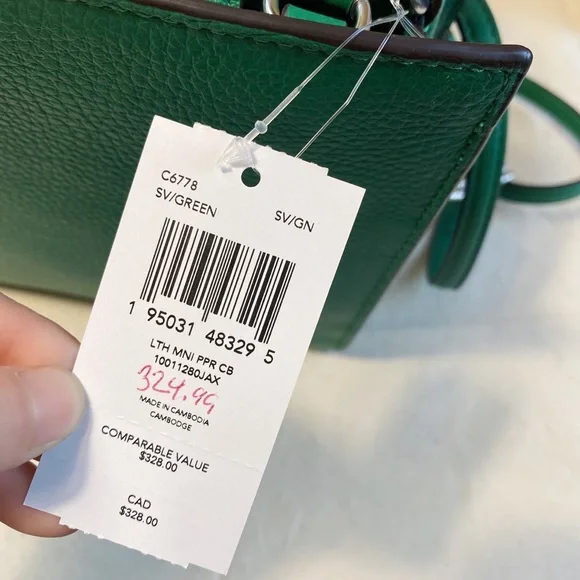 C6778
SV/GREEN SV/GN
1 95031 48329 5
LTH MNI PPR CB
10011280JAX
324.99
MADE IN CAMBODIA
CAMBODGE
COMPARABLE VALUE
$328.00
CAD
$328.00